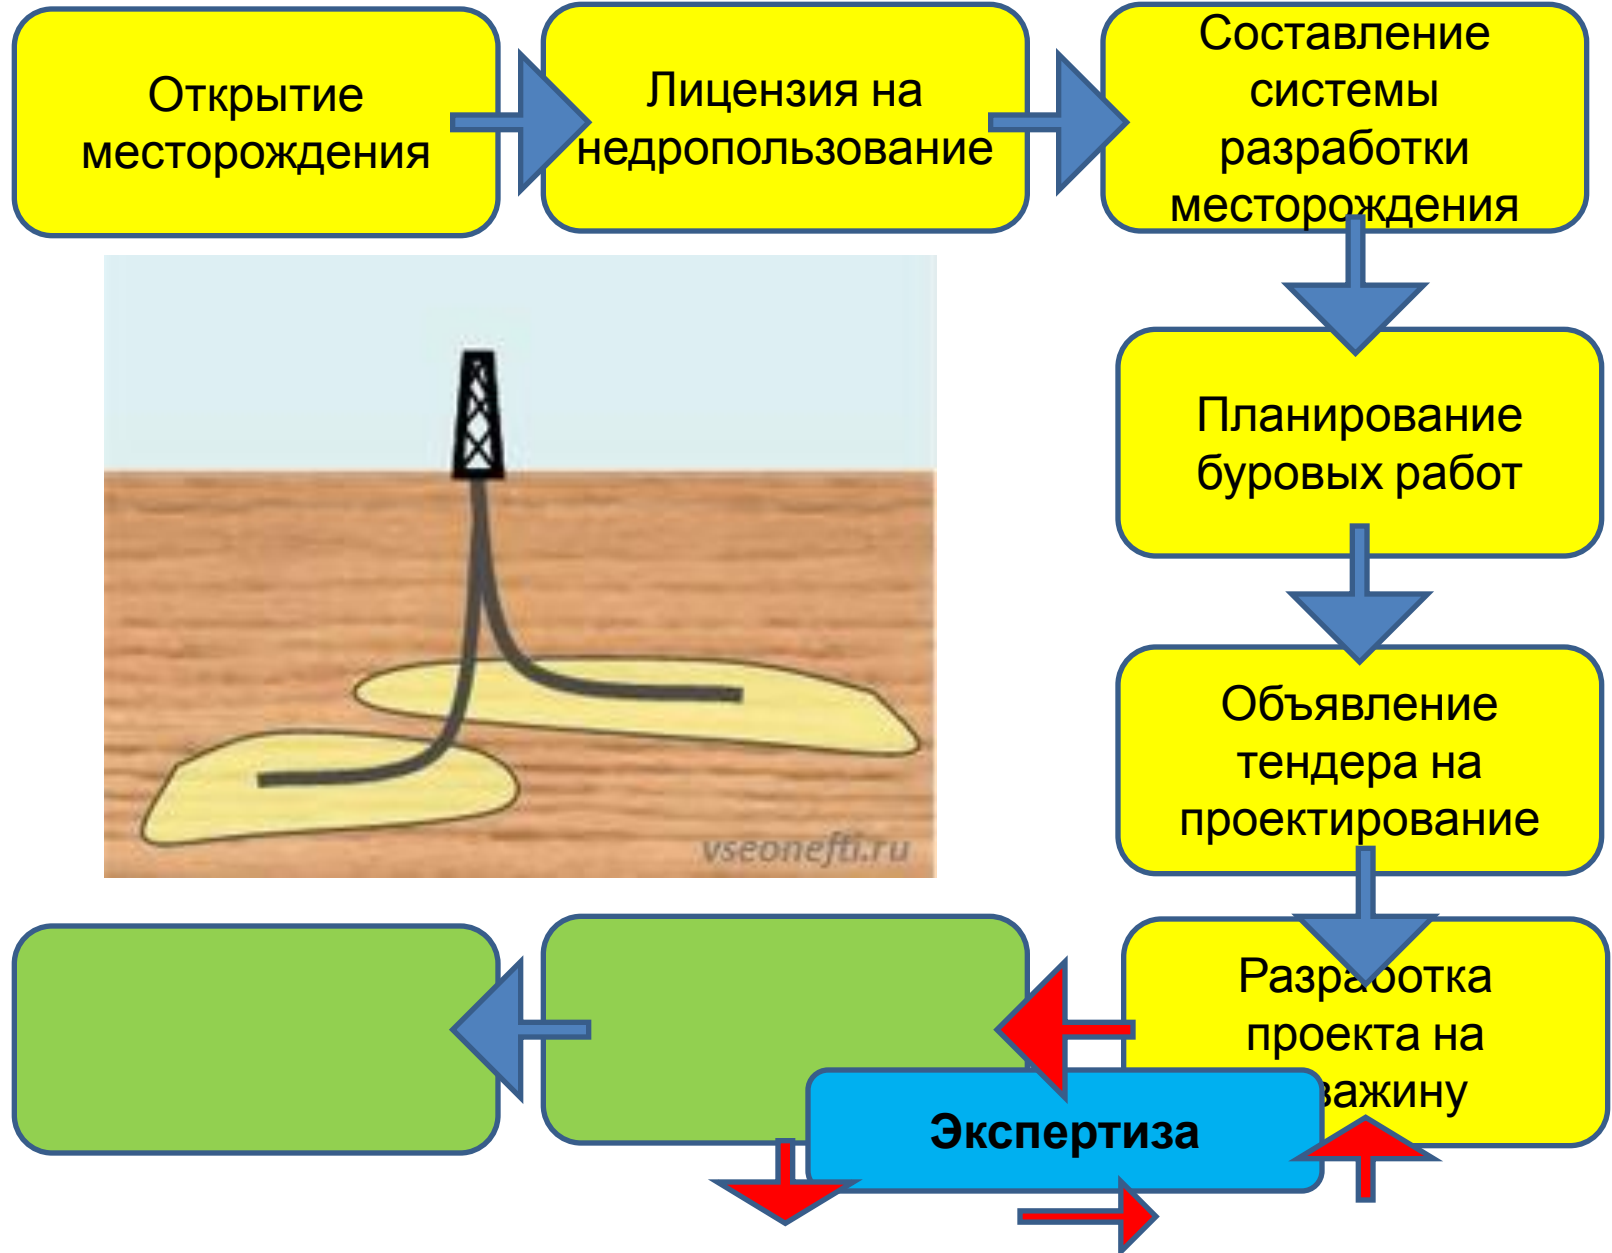 Открытие
месторождения
Лицензия на
недропользование
Составление
системы
разработки
месторождения
Планирование
буровых работ
Объявление
тендера на
проектирование
vseonefti.ru
Разработка
проекта на
Экспертиза